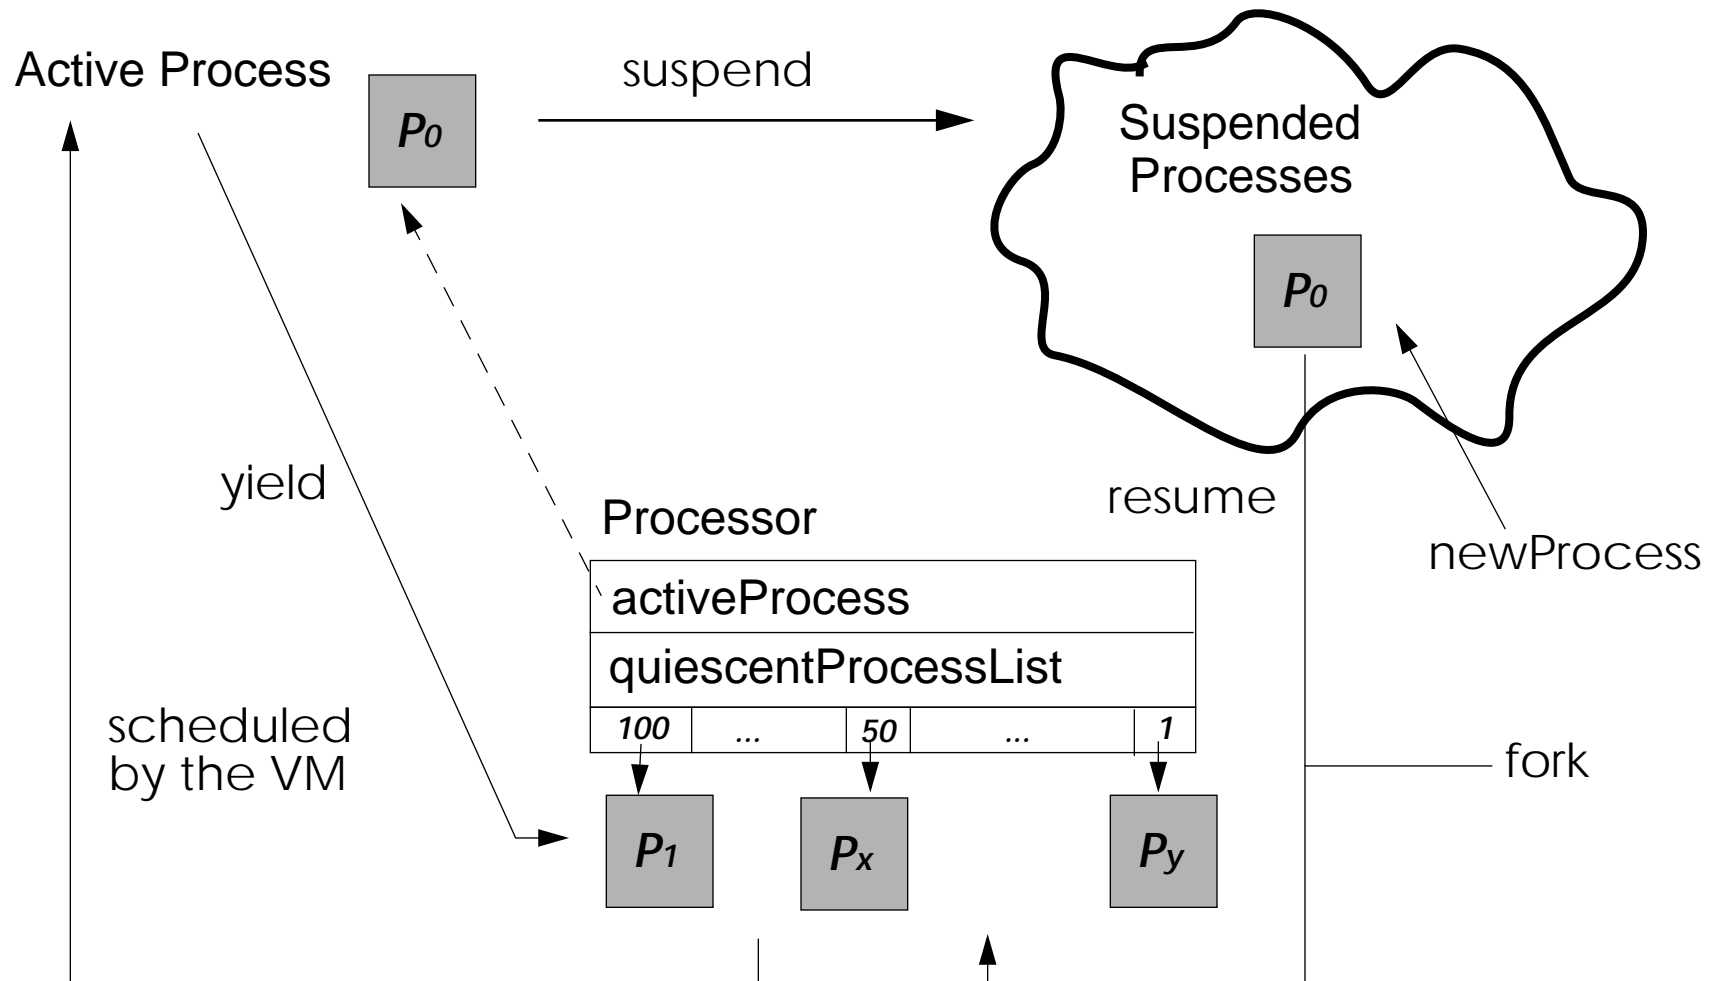 Active Process
P0
suspend
Suspended
Processes
P0
yield
resume
newProcess
Processor
activeProcess
quiescentProcessList
100 ... 50 ... 1
scheduled
by the VM
fork
P1
Px
Py